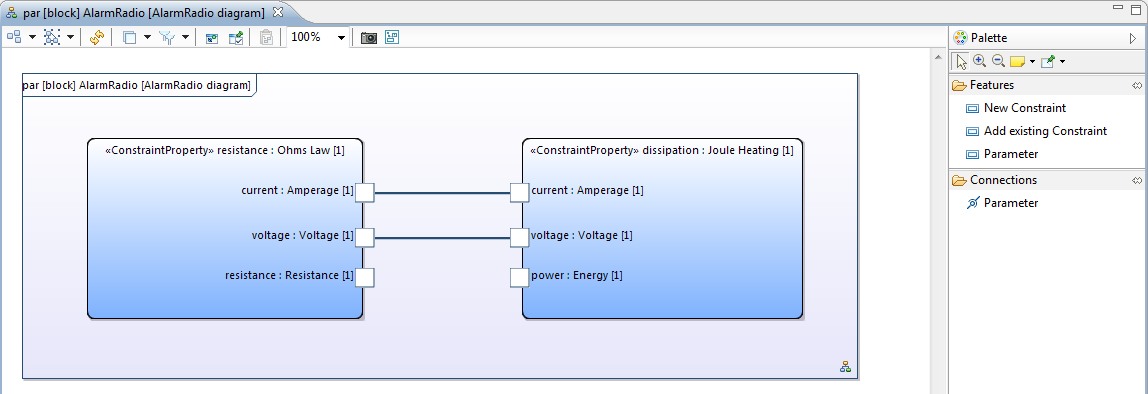 par [block] AlarmRadio [AlarmRadio diagram]
100%
Palette
par [block] AlarmRadio [AlarmRadio diagram]
Features
New Constraint
Add existing Constraint
Parameter
Connections
Parameter
«ConstraintProperty» resistance : Ohms Law [1]
current : Amperage [1]
voltage : Voltage [1]
resistance : Resistance [1]
«ConstraintProperty» dissipation : Joule Heating [1]
current : Amperage [1]
voltage : Voltage [1]
power : Energy [1]